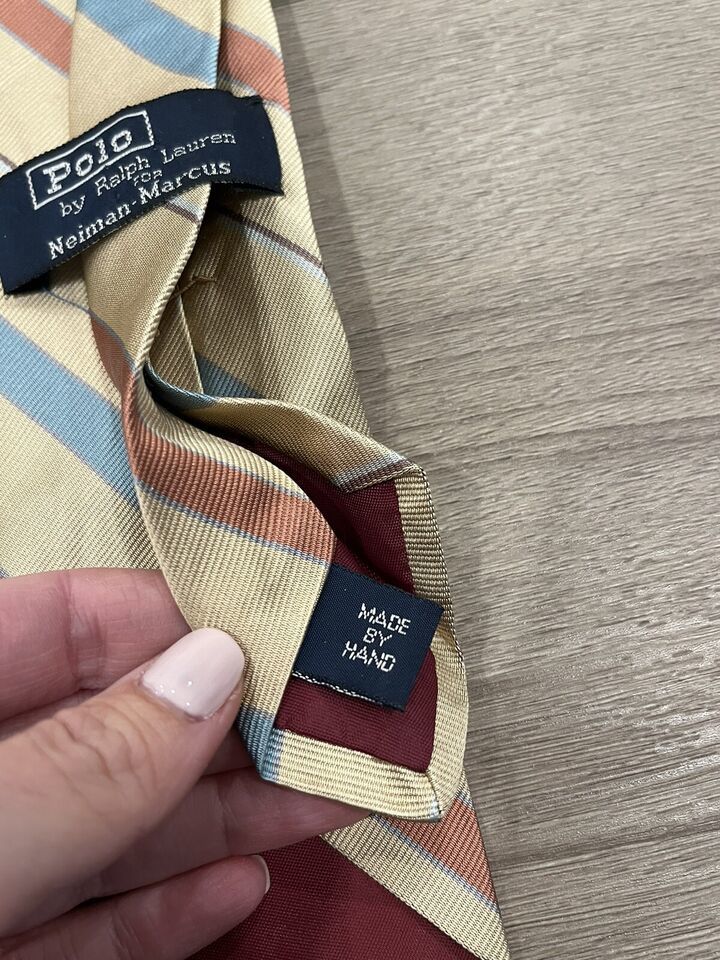 Polo
by Ralph Lauren
FOR
Neiman-Marcus
MADE
BY
HAND